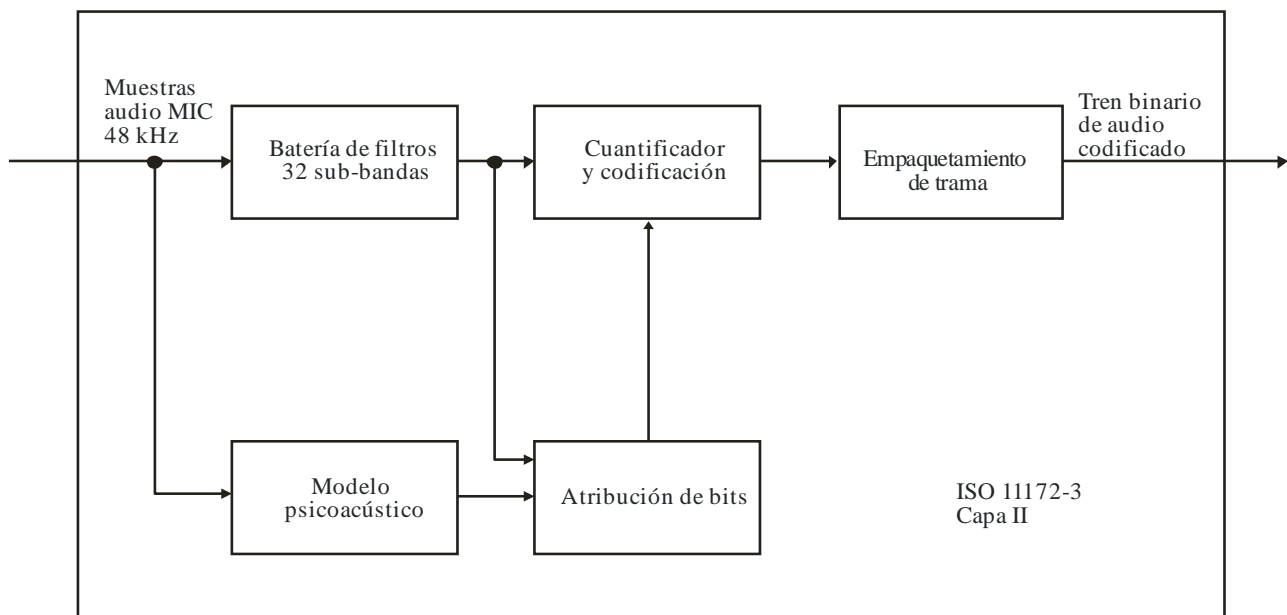 Muestras
audio MIC
48 kHz
Batería de filtros
32 sub-bandas
Cuantificador
y codificación
Empaquetamiento
de trama
Tren binario
de audio
codificado
Modelo
psicoacústico
Atribución de bits
ISO 11172-3
Capa II